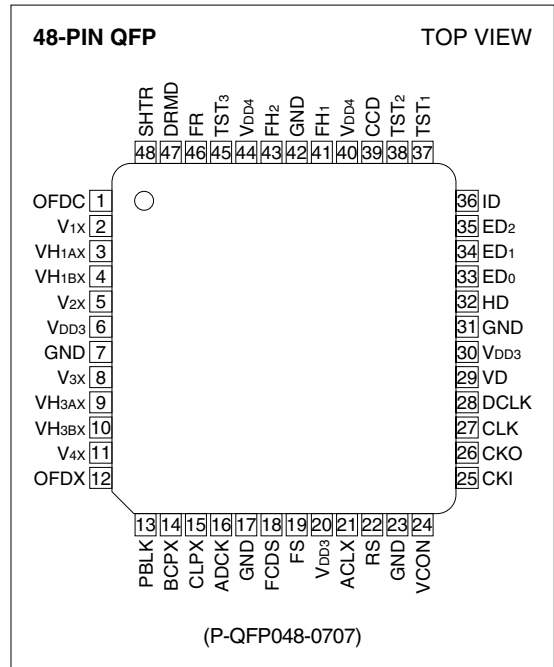 48-PIN QFP
TOP VIEW
SHTR
DRMD
FR
TST3
VDD4
FH2
GND
FH1
VDD4
CCD
TST2
TST1
48 47 46 45 44 43 42 41 40 39 38 37
OFDC 1
V1X 2
VH1AX 3
VH1BX 4
V2X 5
VDD3 6
GND 7
V3X 8
VH3AX 9
VH3BX 10
V4X 11
OFDX 12
36 ID
35 ED2
34 ED1
33 ED0
32 HD
31 GND
30 VDD3
29 VD
28 DCLK
27 CLK
26 CKO
25 CKI
13 14 15 16 17 18 19 20 21 22 23 24
PBLK
BCPX
CLPX
ADCK
GND
FCDS
FS
VDD3
ACLX
RS
GND
VCON
(P-QFP048-0707)